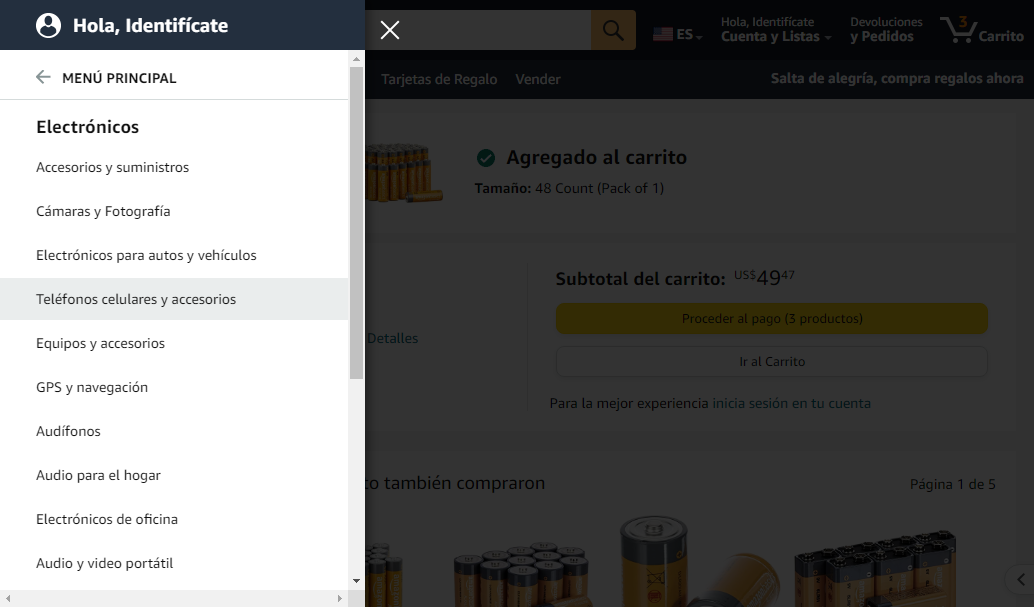 Hola, Identifícate
MENÚ PRINCIPAL
Electrónicos
Accesorios y suministros
Cámaras y Fotografía
Electrónicos para autos y vehículos
Teléfonos celulares y accesorios
Equipos y accesorios
GPS y navegación
Audífonos
Audio para el hogar
Electrónicos de oficina
Audio y video portátil
ES
Hola, Identifícate
Cuenta y Listas
Devoluciones
y Pedidos
3
Carrito
Tarjetas de Regalo
Vender
Salta de alegría, compra regalos ahora
Agregado al carrito
Tamaño: 48 Count (Pack of 1)
Detalles
Subtotal del carrito: US$4947
Proceder al pago (3 productos)
Ir al Carrito
Para la mejor experiencia inicia sesión en tu cuenta
to también compraron
Página 1 de 5